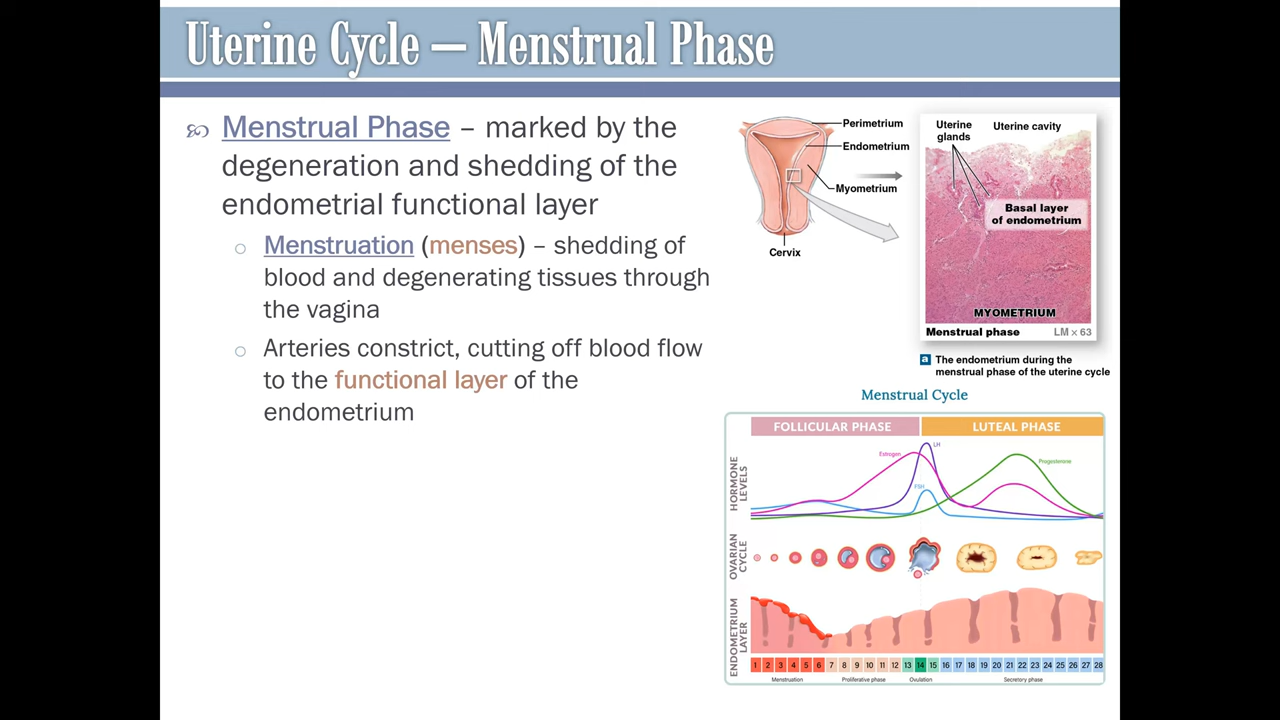 Uterine Cycle – Menstrual Phase
Menstrual Phase – marked by the
degeneration and shedding of the
endometrial functional layer
Menstruation (menses) – shedding of
blood and degenerating tissues through
the vagina
Arteries constrict, cutting off blood flow
to the functional layer of the
endometrium
Perimetrium
Endometrium
Myometrium
Cervix
Uterine
glands
Uterine cavity
Basal layer
of endometrium
MYOMETRIUM
Menstrual phase LM × 63
a The endometrium during the
menstrual phase of the uterine cycle
Menstrual Cycle
FOLLICULAR PHASE LUTEAL PHASE
HORMONE
LEVELS
Estrogen
LH
FSH
Progesterone
OVARIAN
CYCLE
ENDOMETRIUM
LAYER
1 2 3 4 5 6 7 8 9 10 11 12 13 14 15 16 17 18 19 20 21 22 23 24 25 26 27 28
Menstruation Proliferative phase Ovulation Secretory phase